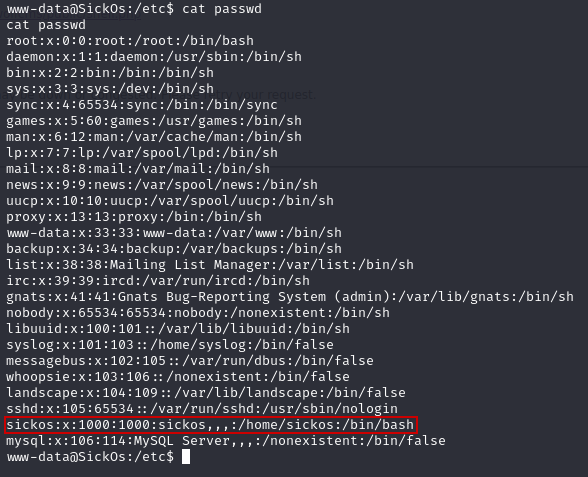 www-data@SickOs:/etc$ cat passwd
cat passwd
root:x:0:0:root:/root:/bin/bash
daemon:x:1:1:daemon:/usr/sbin:/bin/sh
bin:x:2:2:bin:/bin:/bin/sh
sys:x:3:3:sys:/dev:/bin/sh
sync:x:4:65534:sync:/bin:/bin/sync
games:x:5:60:games:/usr/games:/bin/sh
man:x:6:12:man:/var/cache/man:/bin/sh
lp:x:7:7:lp:/var/spool/lpd:/bin/sh
mail:x:8:8:mail:/var/mail:/bin/sh
news:x:9:9:news:/var/spool/news:/bin/sh
uucp:x:10:10:uucp:/var/spool/uucp:/bin/sh
proxy:x:13:13:proxy:/bin:/bin/sh
www-data:x:33:33:www-data:/var/www:/bin/sh
backup:x:34:34:backup:/var/backups:/bin/sh
list:x:38:38:Mailing List Manager:/var/list:/bin/sh
irc:x:39:39:ircd:/var/run/ircd:/bin/sh
gnats:x:41:41:Gnats Bug-Reporting System (admin):/var/lib/gnats:/bin/sh
nobody:x:65534:65534:nobody:/nonexistent:/bin/sh
libuuid:x:100:101::/var/lib/libuuid:/bin/sh
syslog:x:101:103::/home/syslog:/bin/false
messagebus:x:102:105::/var/run/dbus:/bin/false
whoopsie:x:103:106::/nonexistent:/bin/false
landscape:x:104:109::/var/lib/landscape:/bin/false
sshd:x:105:65534::/var/run/sshd:/usr/sbin/nologin
sickos:x:1000:1000:sickos,,,:/home/sickos:/bin/bash
mysql:x:106:114:MySQL Server,,,:/nonexistent:/bin/false
www-data@SickOs:/etc$